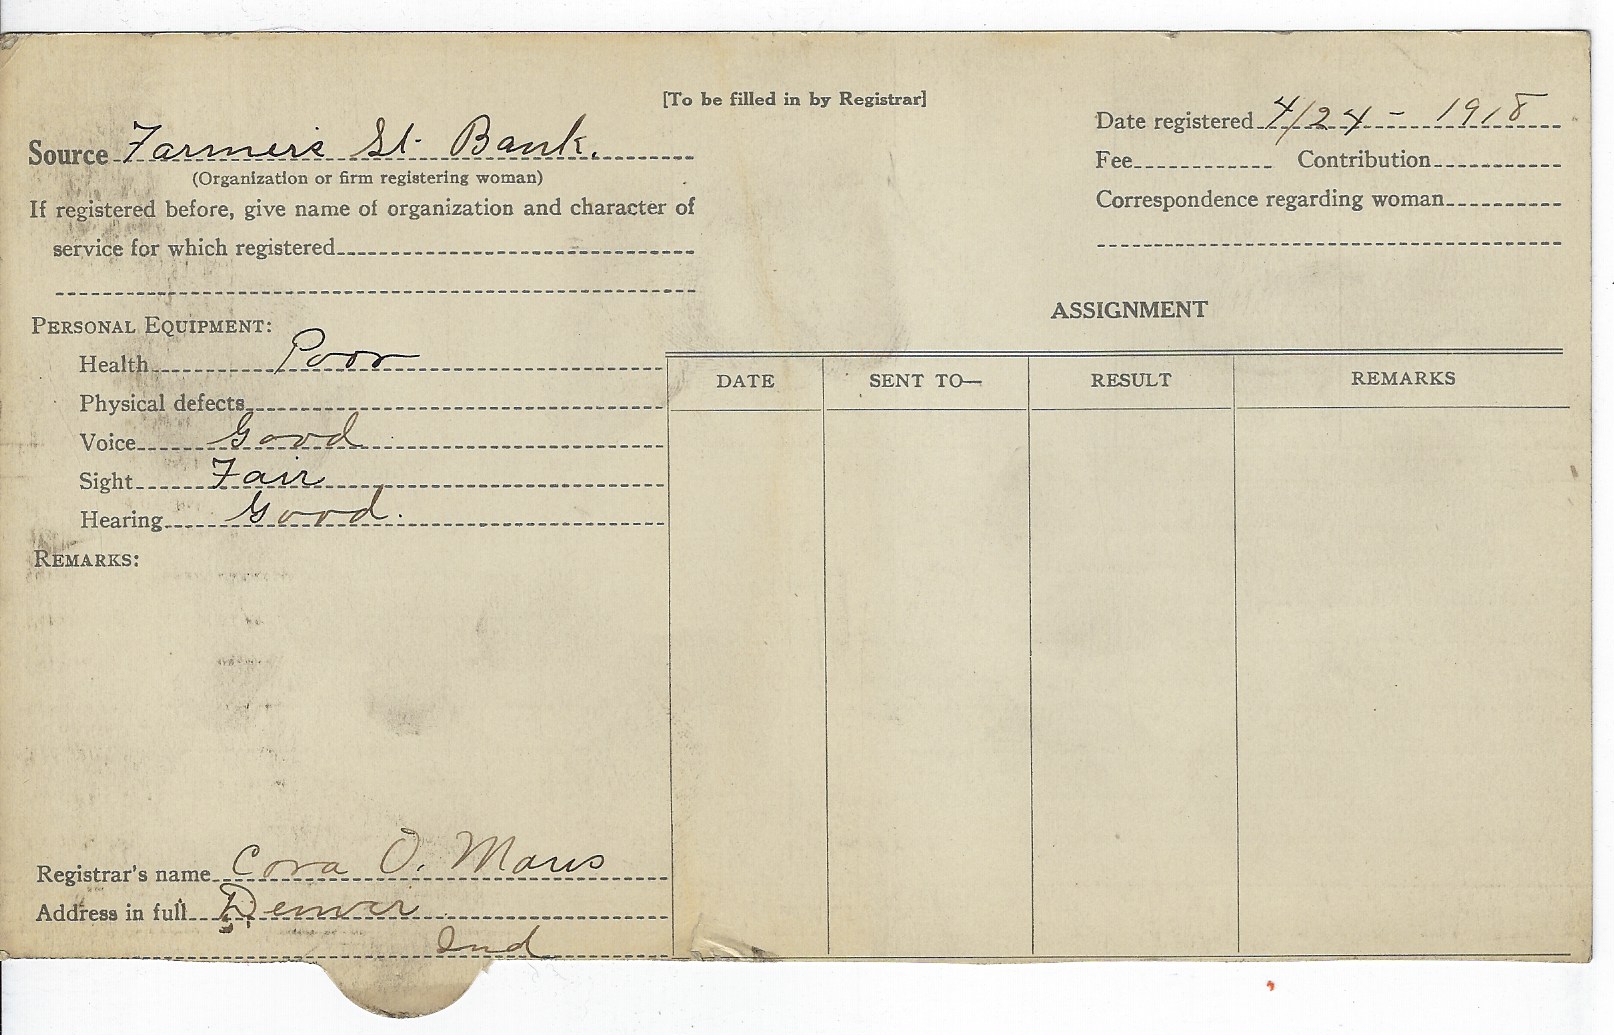 [To be filled in by Registrar]
Source Farmers St. Bank.
(Organization or firm registering woman)
If registered before, give name of organization and character of
service for which registered
Date registered 4/24 - 1918
Fee Contribution
Correspondence regarding woman
PERSONAL EQUIPMENT:
Health Poor
Physical defects
Voice Good
Sight Fair
Hearing Good.
REMARKS:
Registrar's name Cora O. Maus
Address in full Denver
Ind
ASSIGNMENT
DATE SENT TO— RESULT REMARKS